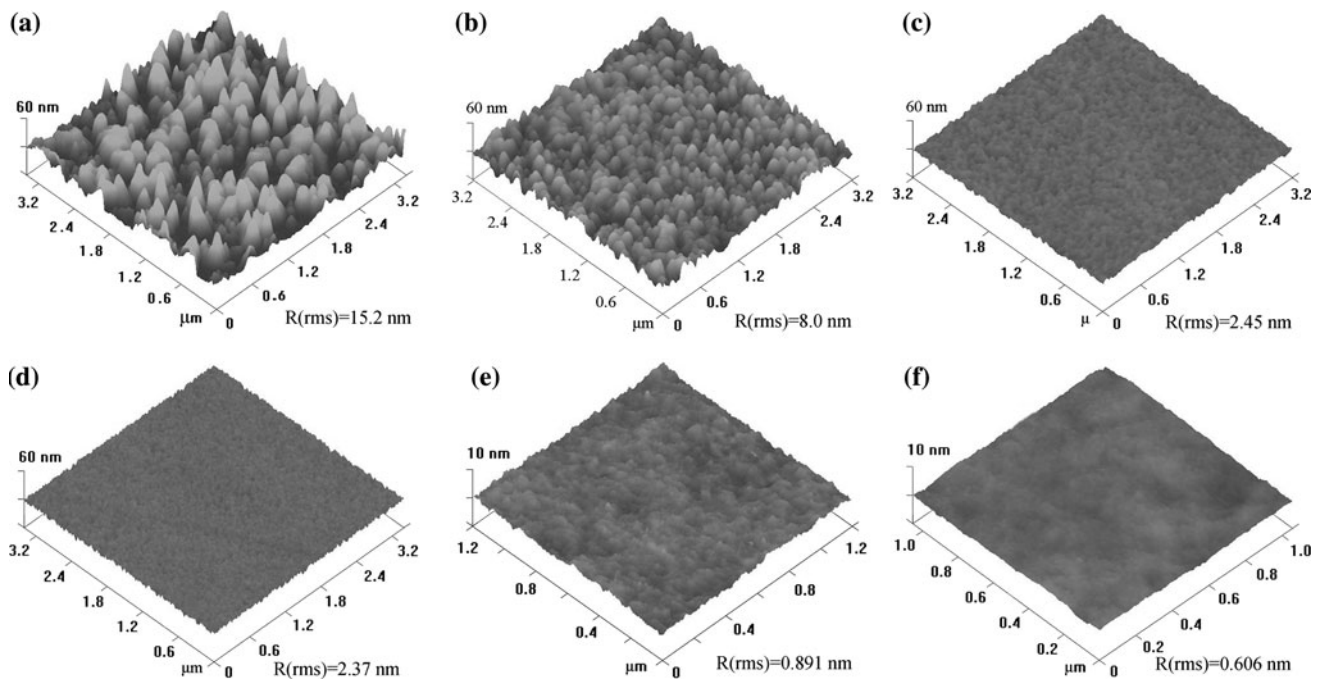 (a)
60 nm
3.2
2.4
1.8
1.2
0.6
μm
0
0.6
1.2
1.8
2.4
3.2
R(rms)=15.2 nm
(b)
60 nm
3.2
2.4
1.8
1.2
0.6
μm
0
0.6
1.2
1.8
2.4
3.2
R(rms)=8.0 nm
(c)
60 nm
3.2
2.4
1.8
1.2
0.6
μ
0
0.6
1.2
1.8
2.4
3.2
R(rms)=2.45 nm
(d)
60 nm
3.2
2.4
1.8
1.2
0.6
μm
0
0.6
1.2
1.8
2.4
3.2
R(rms)=2.37 nm
(e)
10 nm
1.2
0.8
0.4
μm
0
0.4
0.8
1.2
R(rms)=0.891 nm
(f)
10 nm
1.0
0.8
0.6
0.4
0.2
μm
0
0.2
0.4
0.6
0.8
1.0
R(rms)=0.606 nm